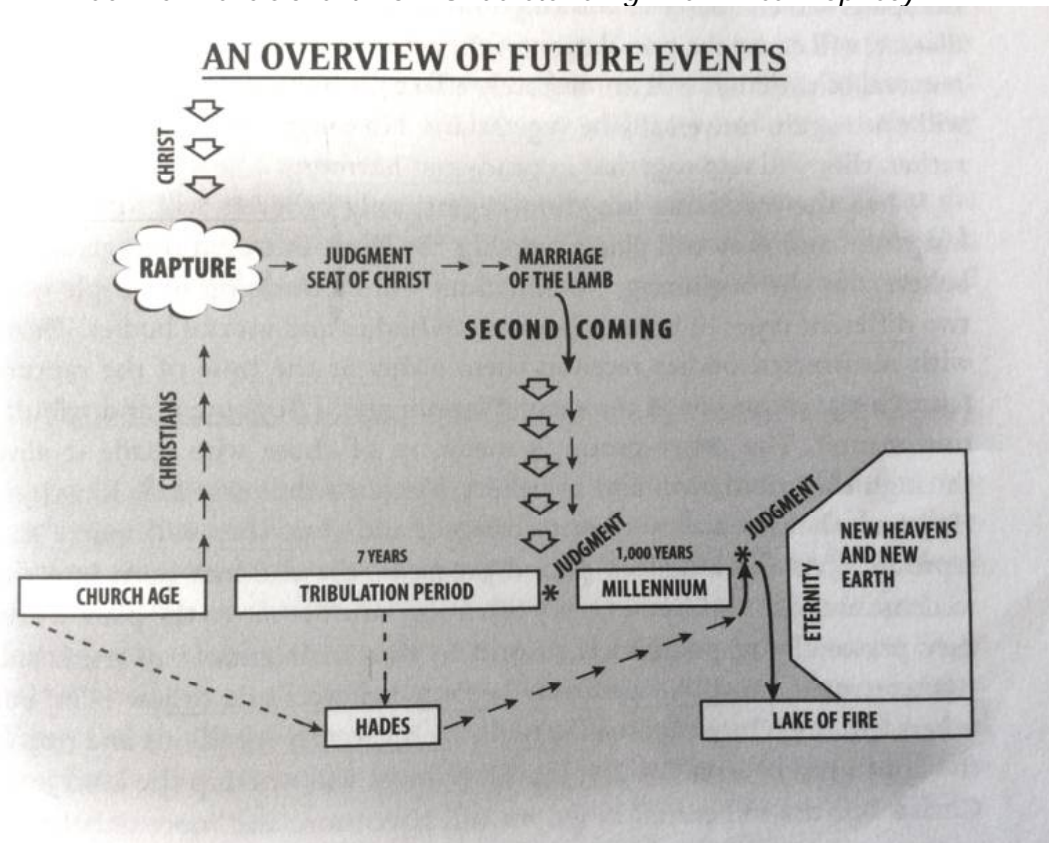 AN OVERVIEW OF FUTURE EVENTS
CHRIST
RAPTURE
JUDGMENT
SEAT OF CHRIST
MARRIAGE
OF THE LAMB
SECOND COMING
CHRISTIANS
JUDGMENT
JUDGMENT
7 YEARS
1,000 YEARS
CHURCH AGE
TRIBULATION PERIOD
*
MILLENNIUM
*
NEW HEAVENS
AND NEW
EARTH
ETERNITY
HADES
LAKE OF FIRE